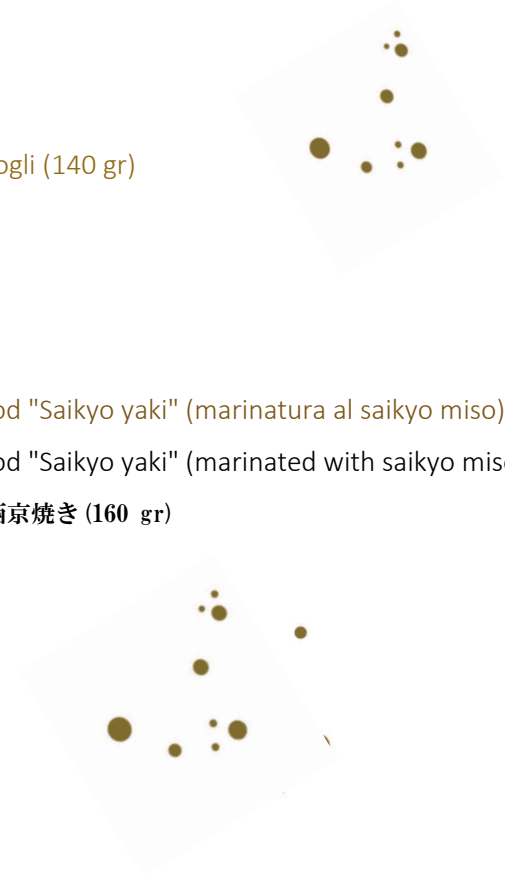 ogli (140 gr)
od "Saikyo yaki" (marinatura al saikyo miso)
od "Saikyo yaki" (marinated with saikyo mis
京焼き (160 gr)